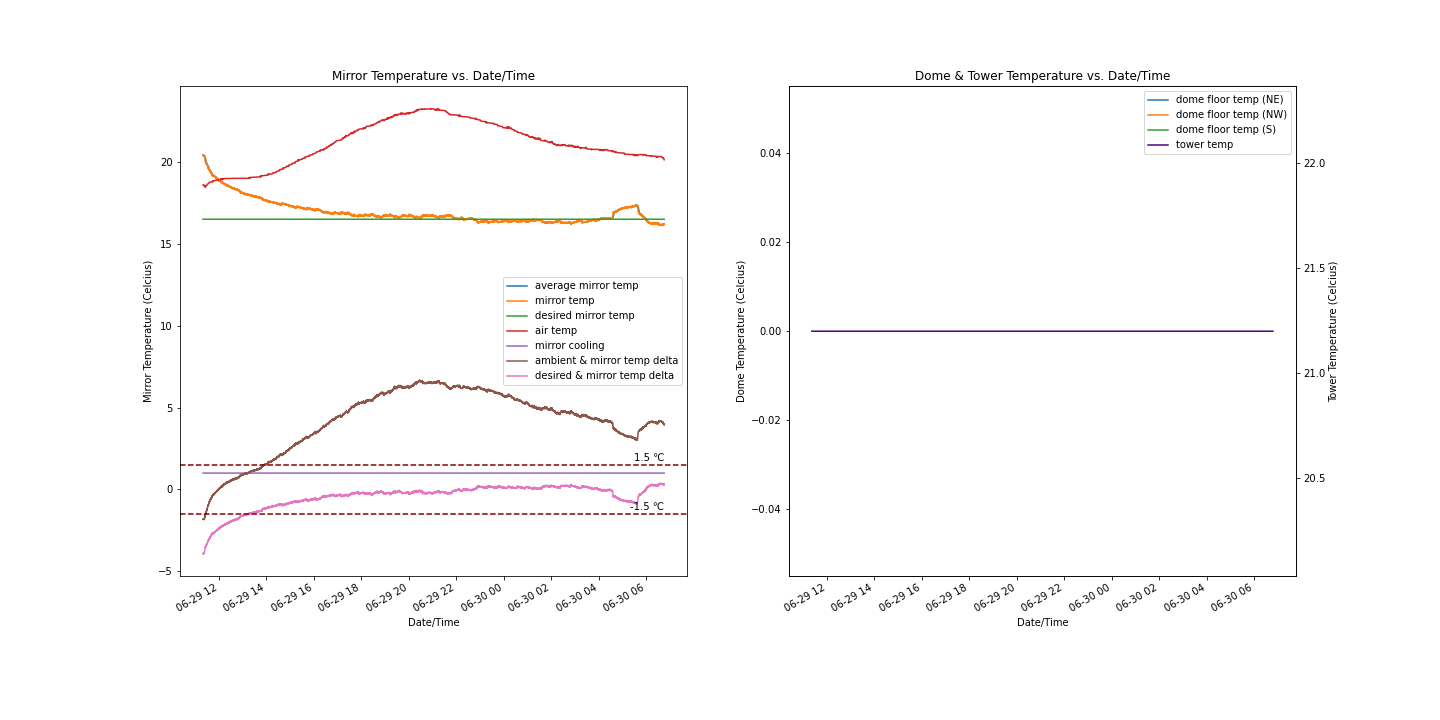 Mirror Temperature vs. Date/Time
Mirror Temperature (Celcius)
20
15
10
5
0
−5
average mirror temp
mirror temp
desired mirror temp
air temp
mirror cooling
ambient & mirror temp delta
desired & mirror temp delta
1.5 °C
-1.5 °C
06-29 12
06-29 14
06-29 16
06-29 18
06-29 20
06-29 22
06-30 00
06-30 02
06-30 04
06-30 06
Date/Time
Dome & Tower Temperature vs. Date/Time
Dome Temperature (Celcius)
0.04
0.02
0.00
−0.02
−0.04
dome floor temp (NE)
dome floor temp (NW)
dome floor temp (S)
tower temp
22.0
21.5
21.0
20.5
Tower Temperature (Celcius)
06-29 12
06-29 14
06-29 16
06-29 18
06-29 20
06-29 22
06-30 00
06-30 02
06-30 04
06-30 06
Date/Time